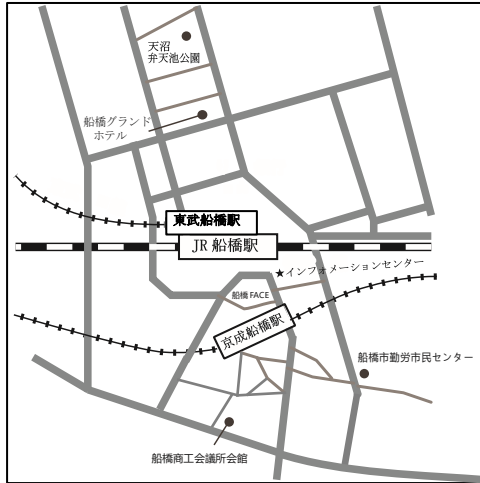 天沼
弁天池公園
船橋グランド
ホテル
東武船橋駅
JR 船橋駅
★インフォメーションセンター
船橋 FACE
京成船橋駅
船橋市勤労市民センター
船橋商工会議所会館